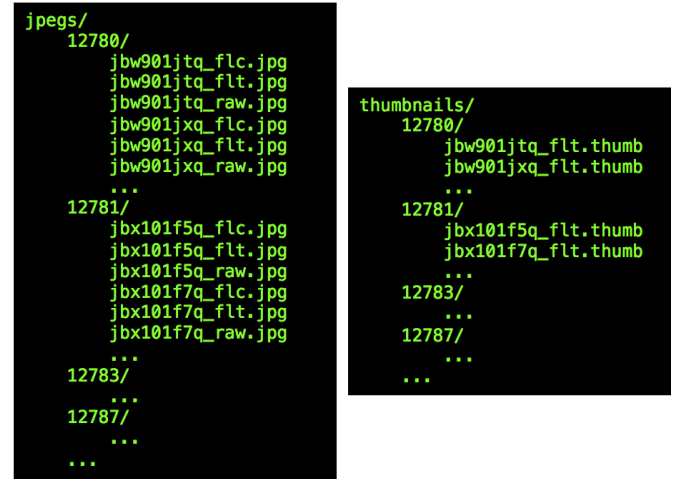 jpegs/
12780/
jbw901jtq_flc.jpg
jbw901jtq_flt.jpg
jbw901jtq_raw.jpg
jbw901jxq_flc.jpg
jbw901jxq_flt.jpg
jbw901jxq_raw.jpg
...
12781/
jbx101f5q_flc.jpg
jbx101f5q_flt.jpg
jbx101f5q_raw.jpg
jbx101f7q_flc.jpg
jbx101f7q_flt.jpg
jbx101f7q_raw.jpg
...
12783/
...
12787/
...
...
thumbnails/
12780/
jbw901jtq_flt.thumb
jbw901jxq_flt.thumb
...
12781/
jbx101f5q_flt.thumb
jbx101f7q_flt.thumb
...
12783/
...
12787/
...
...